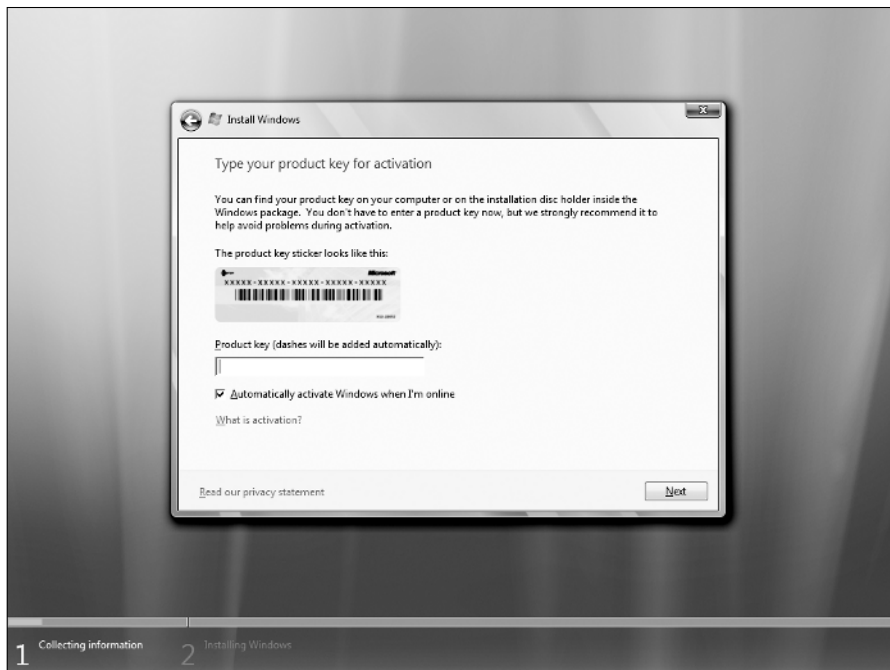 Install Windows
Type your product key for activation
You can find your product key on your computer or on the installation disc holder inside the
Windows package. You don't have to enter a product key now, but we strongly recommend it to
help avoid problems during activation.
The product key sticker looks like this:
Microsoft
XXXXX-XXXXX-XXXXX-XXXXX-XXXXX
Product key (dashes will be added automatically):
Automatically activate Windows when I'm online
What is activation?
Read our privacy statement
Next
1 Collecting information
2 Installing Windows